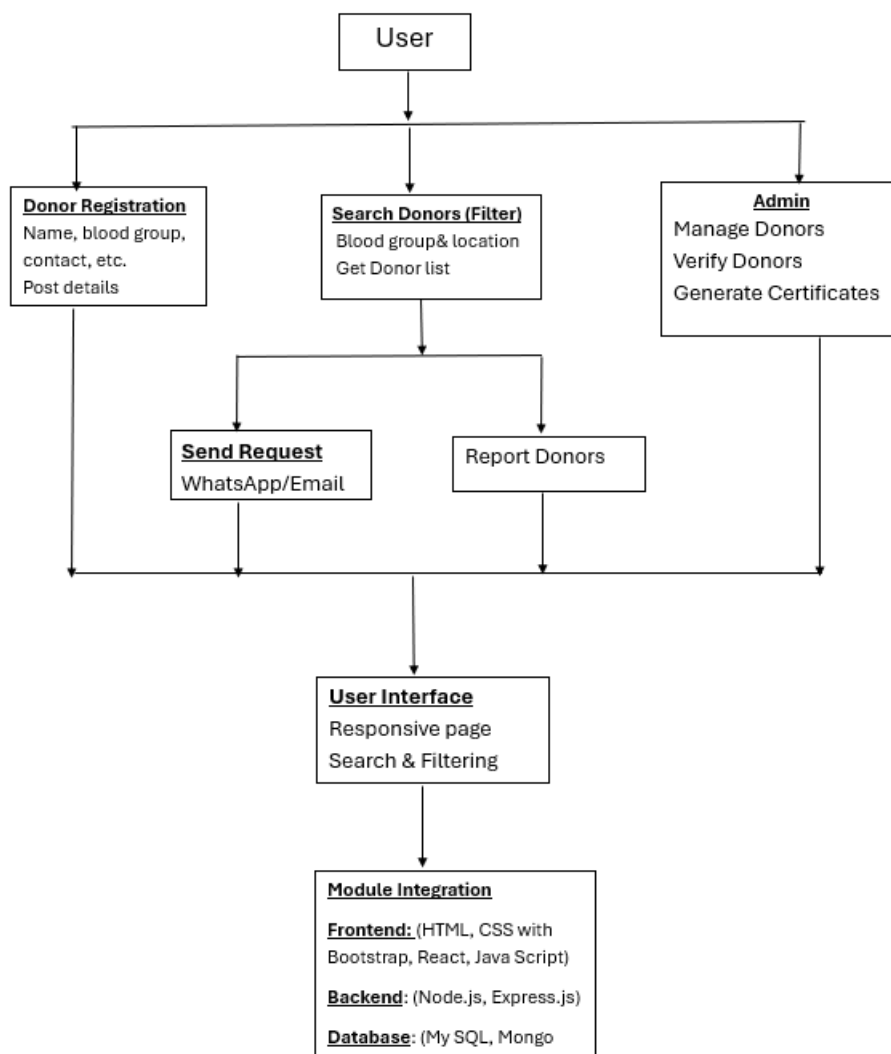 User
Donor Registration
Name, blood group,
contact, etc.
Post details
Search Donors (Filter)
Blood group& location
Get Donor list
Admin
Manage Donors
Verify Donors
Generate Certificates
Send Request
WhatsApp/Email
Report Donors
User Interface
Responsive page
Search & Filtering
Module Integration
Frontend: (HTML, CSS with
Bootstrap, React, Java Script)
Backend: (Node.js, Express.js)
Database: (My SQL, Mongo